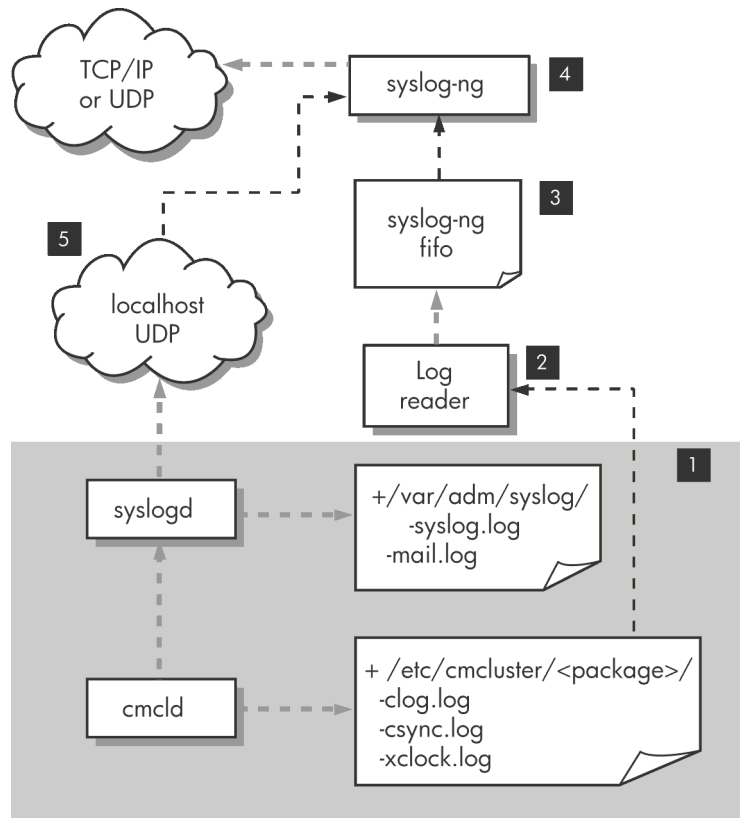 TCP/IP
or UDP
syslog-ng
4
syslog-ng
fifo
3
5
localhost
UDP
Log
reader
2
1
syslogd
+/var/adm/syslog/
-syslog.log
-mail.log
cmcld
+ /etc/cmcluster/<package>/
-clog.log
-csync.log
-xclock.log